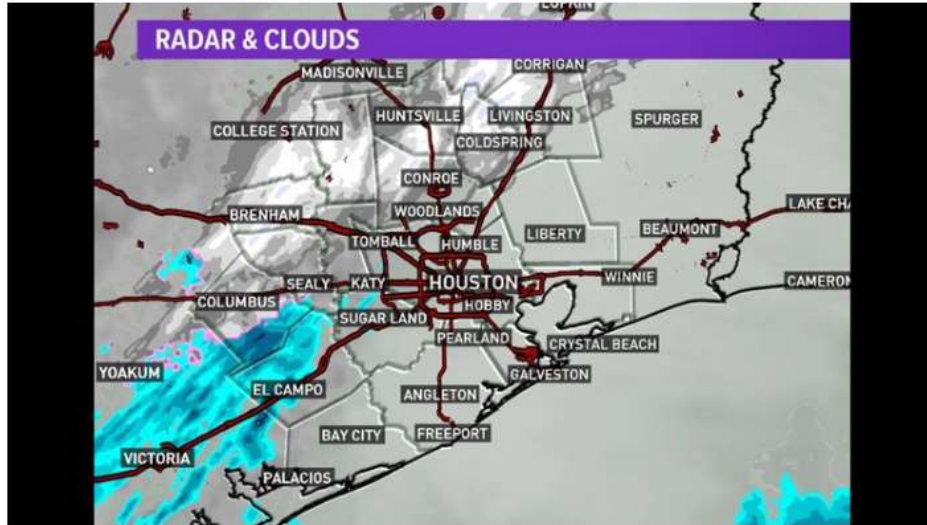 LUFKIN
RADAR & CLOUDS
CORRIGAN
MADISONVILLE
HUNTSVILLE
LIVINGSTON
SPURGER
COLLEGE STATION
COLDSPRING
CONROE
WOODLANDS
LAKE CHA
BRENHAM
BEAUMONT
LIBERTY
TOMBALL
HUMBLE
WINNIE
SEALY
KATY
HOUSTON
CAMERON
COLUMBUS
HOBBY
SUGAR LAND
PEARLAND
CRYSTAL BEACH
YOAKUM
GALVESTON
EL CAMPO
ANGLETON
BAY CITY
FREEPORT
VICTORIA
PALACIOS